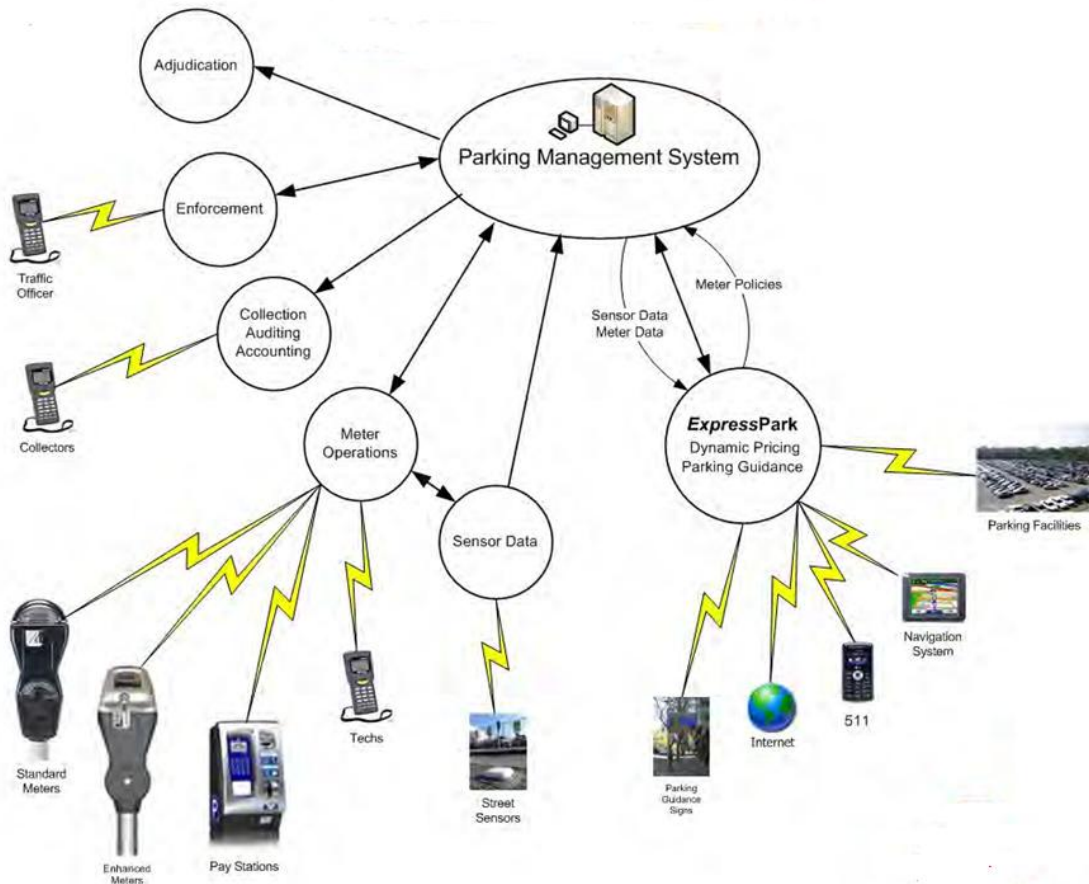 Adjudication
Parking Management System
Enforcement
Traffic
Officer
Meter Policies
Sensor Data
Meter Data
Collection
Auditing
Accounting
Collectors
Meter
Operations
ExpressPark
Dynamic Pricing
Parking Guidance
Sensor Data
Parking Facilities
Navigation
System
511
Internet
Techs
Standard
Meters
Street
Sensors
Parking
Guidance
Signs
Enhanced
Meters
Pay Stations